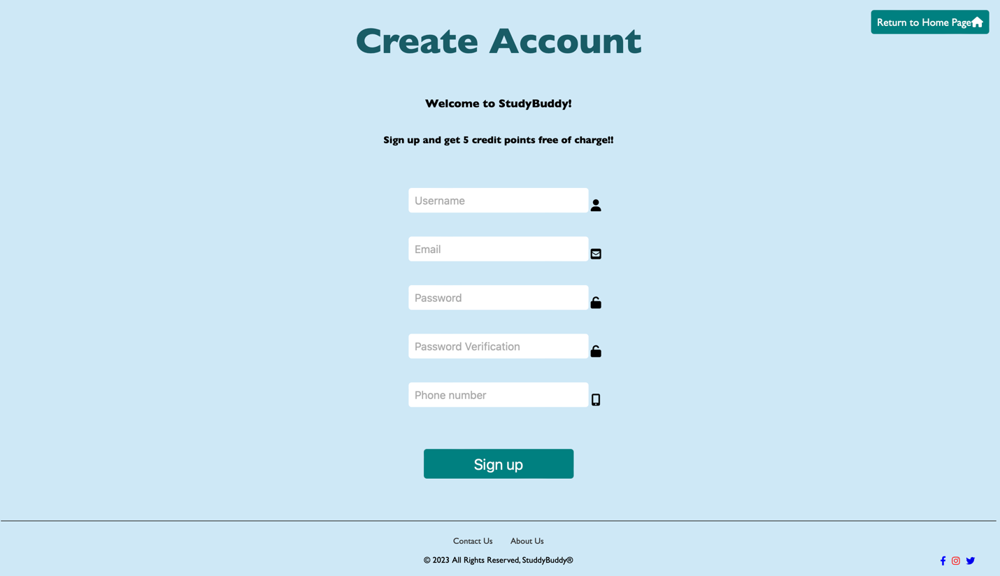 Return to Home Page
Create Account
Welcome to StudyBuddy!
Sign up and get 5 credit points free of charge!!
Username
Email
Password
Password Verification
Phone number
Sign up
Contact Us About Us
© 2023 All Rights Reserved, StuddyBuddy®